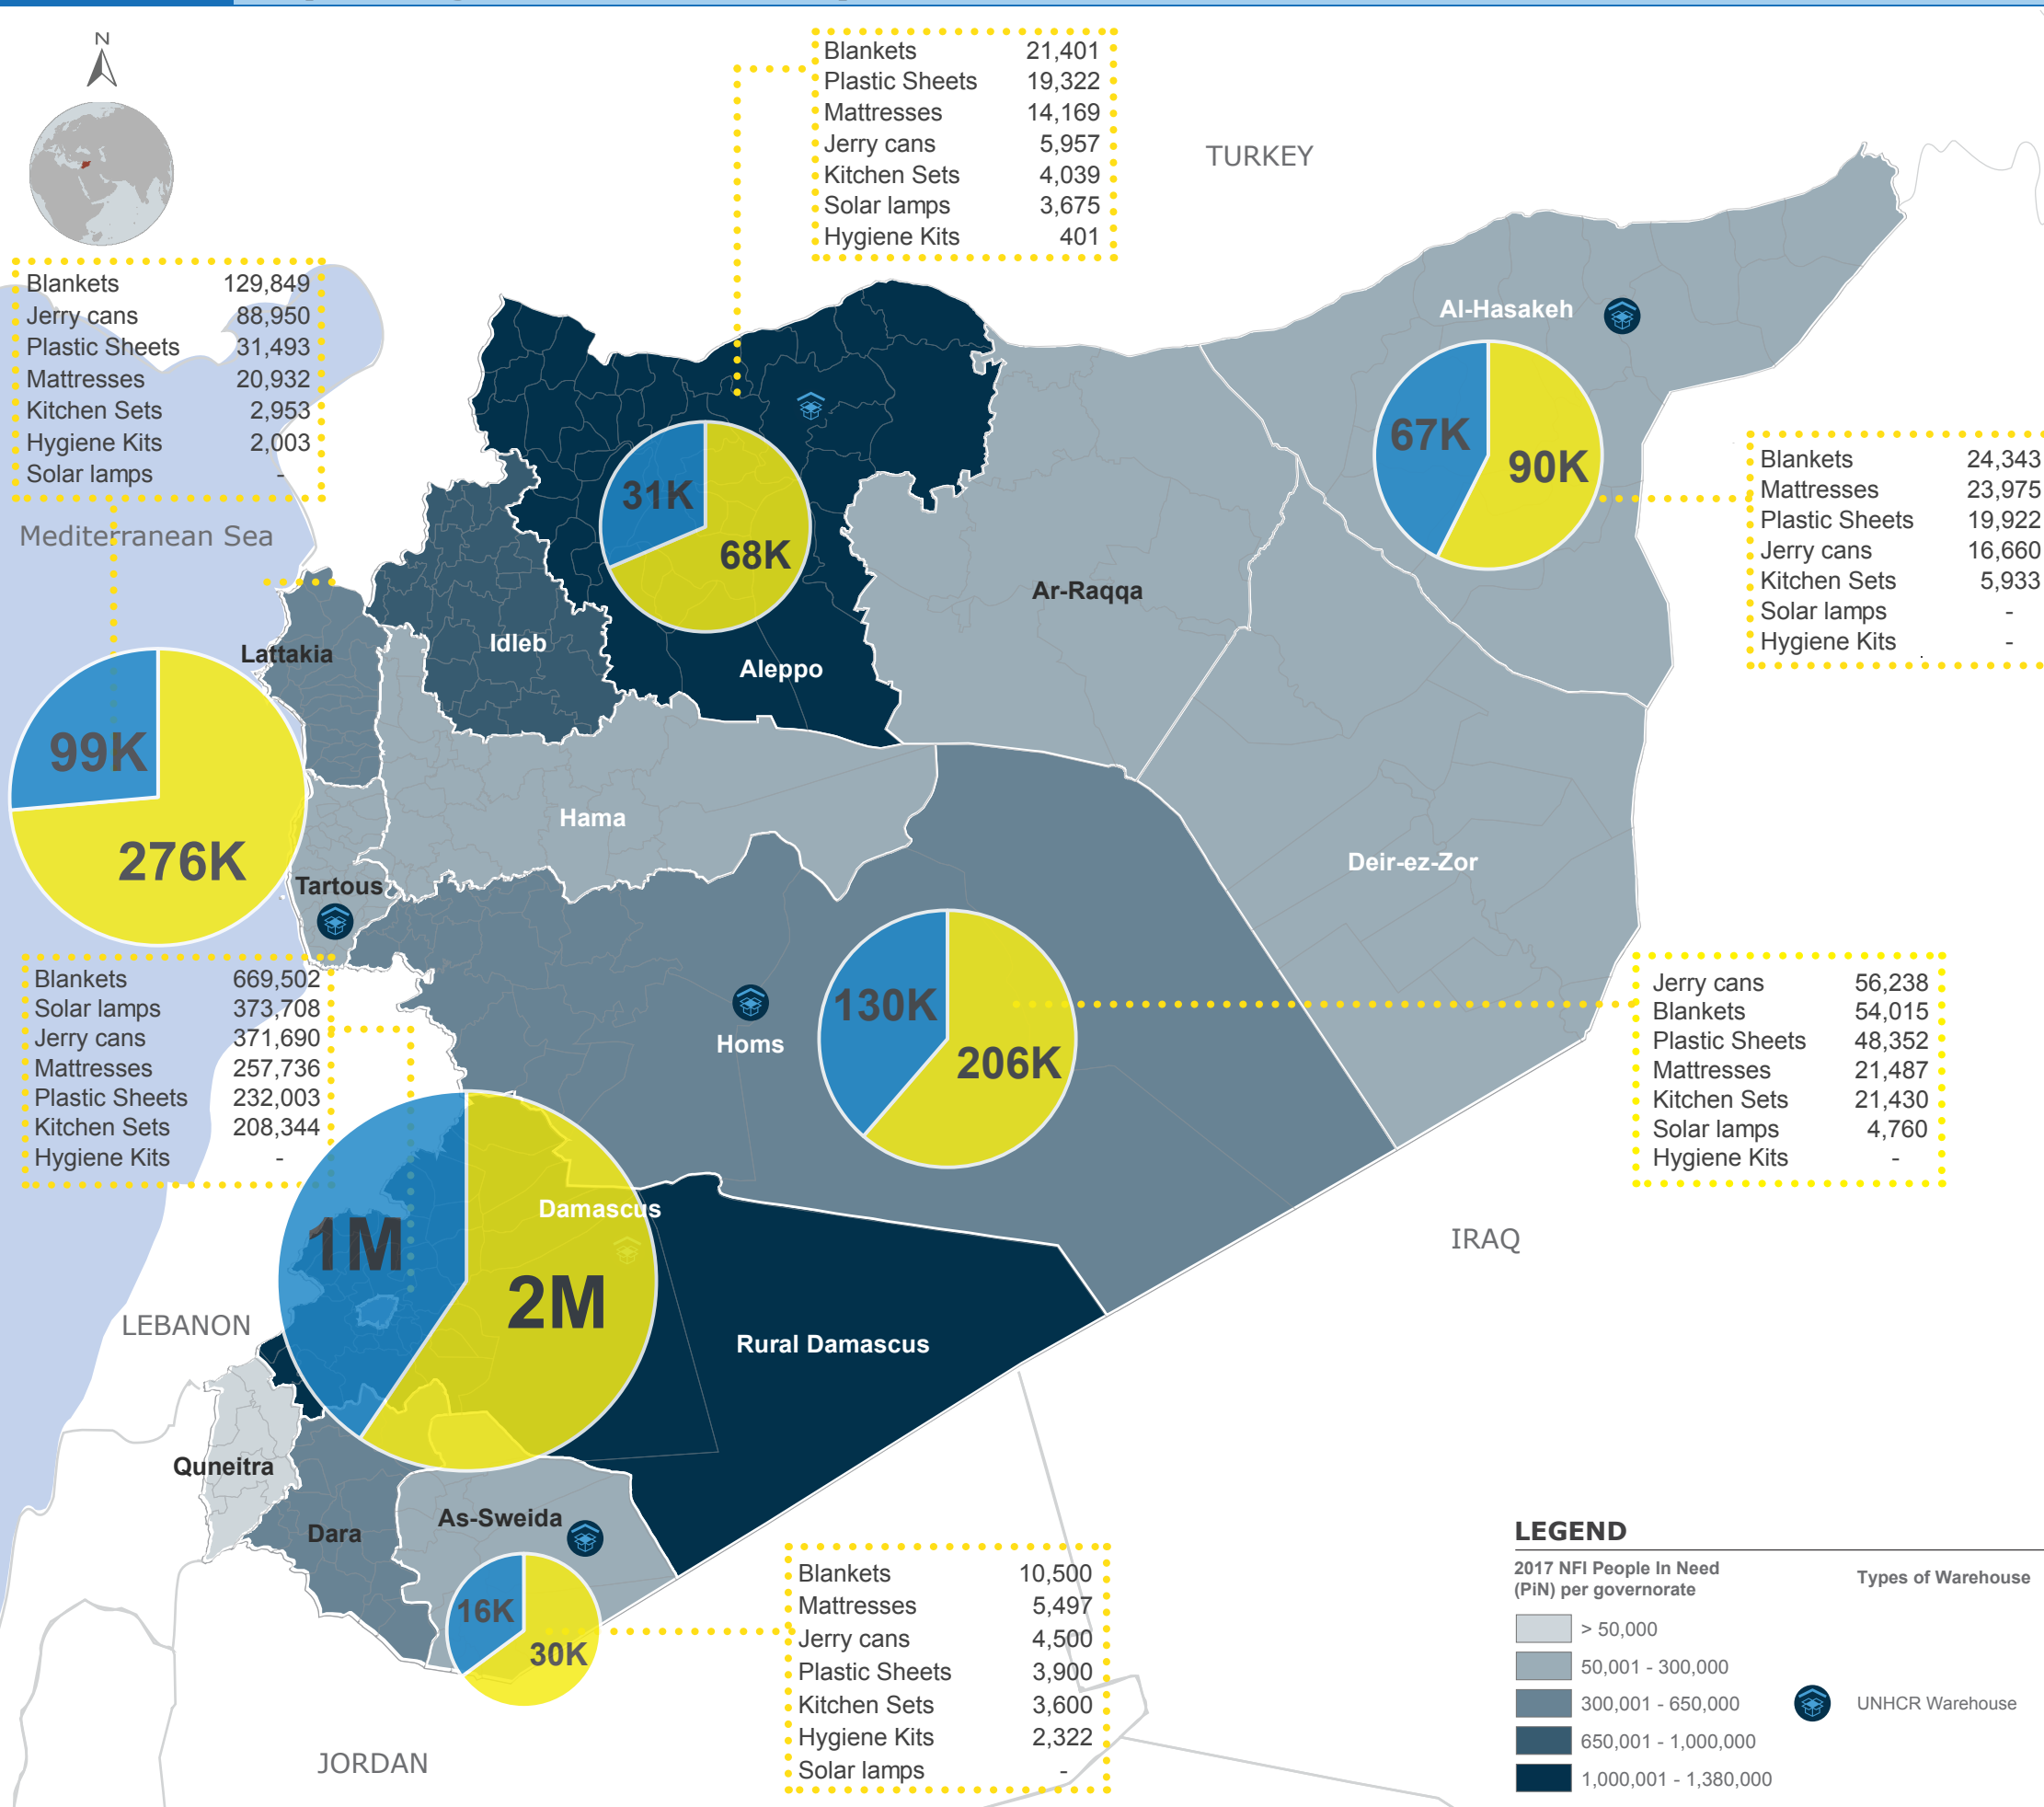 N
Blankets 21,401
Plastic Sheets 19,322
Mattresses 14,169
Jerry cans 5,957
Kitchen Sets 4,039
Solar lamps 3,675
Hygiene Kits 401
TURKEY
Blankets 129,849
Jerry cans 88,950
Plastic Sheets 31,493
Mattresses 20,932
Kitchen Sets 2,953
Hygiene Kits 2,003
Solar lamps -
Mediterranean Sea
Al-Hasakeh
67K
90K
Blankets 24,343
Mattresses 23,975
Plastic Sheets 19,922
Jerry cans 16,660
Kitchen Sets 5,933
Solar lamps -
Hygiene Kits -
31K
68K
Ar-Raqqa
Idleb
Lattakia
Aleppo
99K
276K
Hama
Tartous
Deir-ez-Zor
Blankets 669,502
Solar lamps 373,708
Jerry cans 371,690
Mattresses 257,736
Plastic Sheets 232,003
Kitchen Sets 208,344
Hygiene Kits -
Homs
130K
206K
Jerry cans 56,238
Blankets 54,015
Plastic Sheets 48,352
Mattresses 21,487
Kitchen Sets 21,430
Solar lamps 4,760
Hygiene Kits -
Damascus
1M
2M
IRAQ
LEBANON
Rural Damascus
Quneitra
Dara
As-Sweida
16K
30K
Blankets 10,500
Mattresses 5,497
Jerry cans 4,500
Plastic Sheets 3,900
Kitchen Sets 3,600
Hygiene Kits 2,322
Solar lamps -
JORDAN
LEGEND
2017 NFI People In Need
(PiN) per governorate
Types of Warehouse
> 50,000
50,001 - 300,000
300,001 - 650,000
UNHCR Warehouse
650,001 - 1,000,000
1,000,001 - 1,380,000